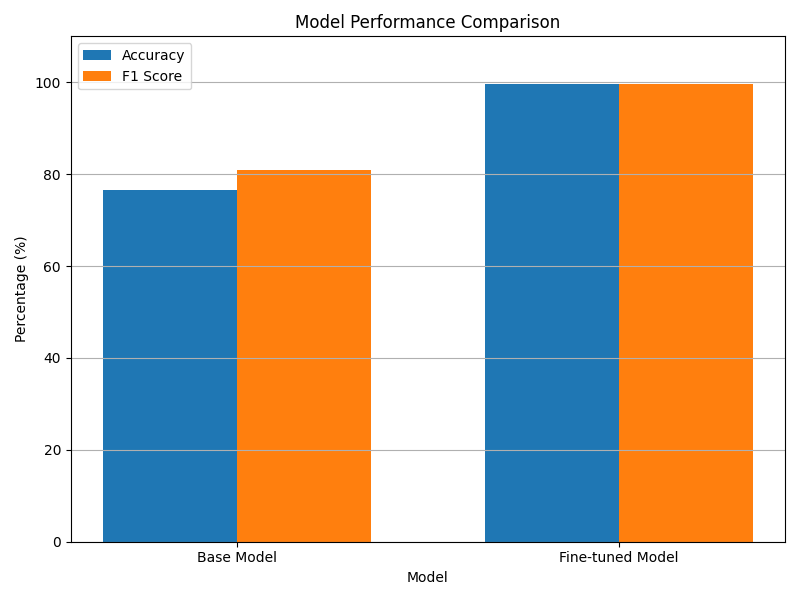 Model Performance Comparison
Accuracy
F1 Score
100
80
60
40
20
0
Percentage (%)
Base Model
Fine-tuned Model
Model